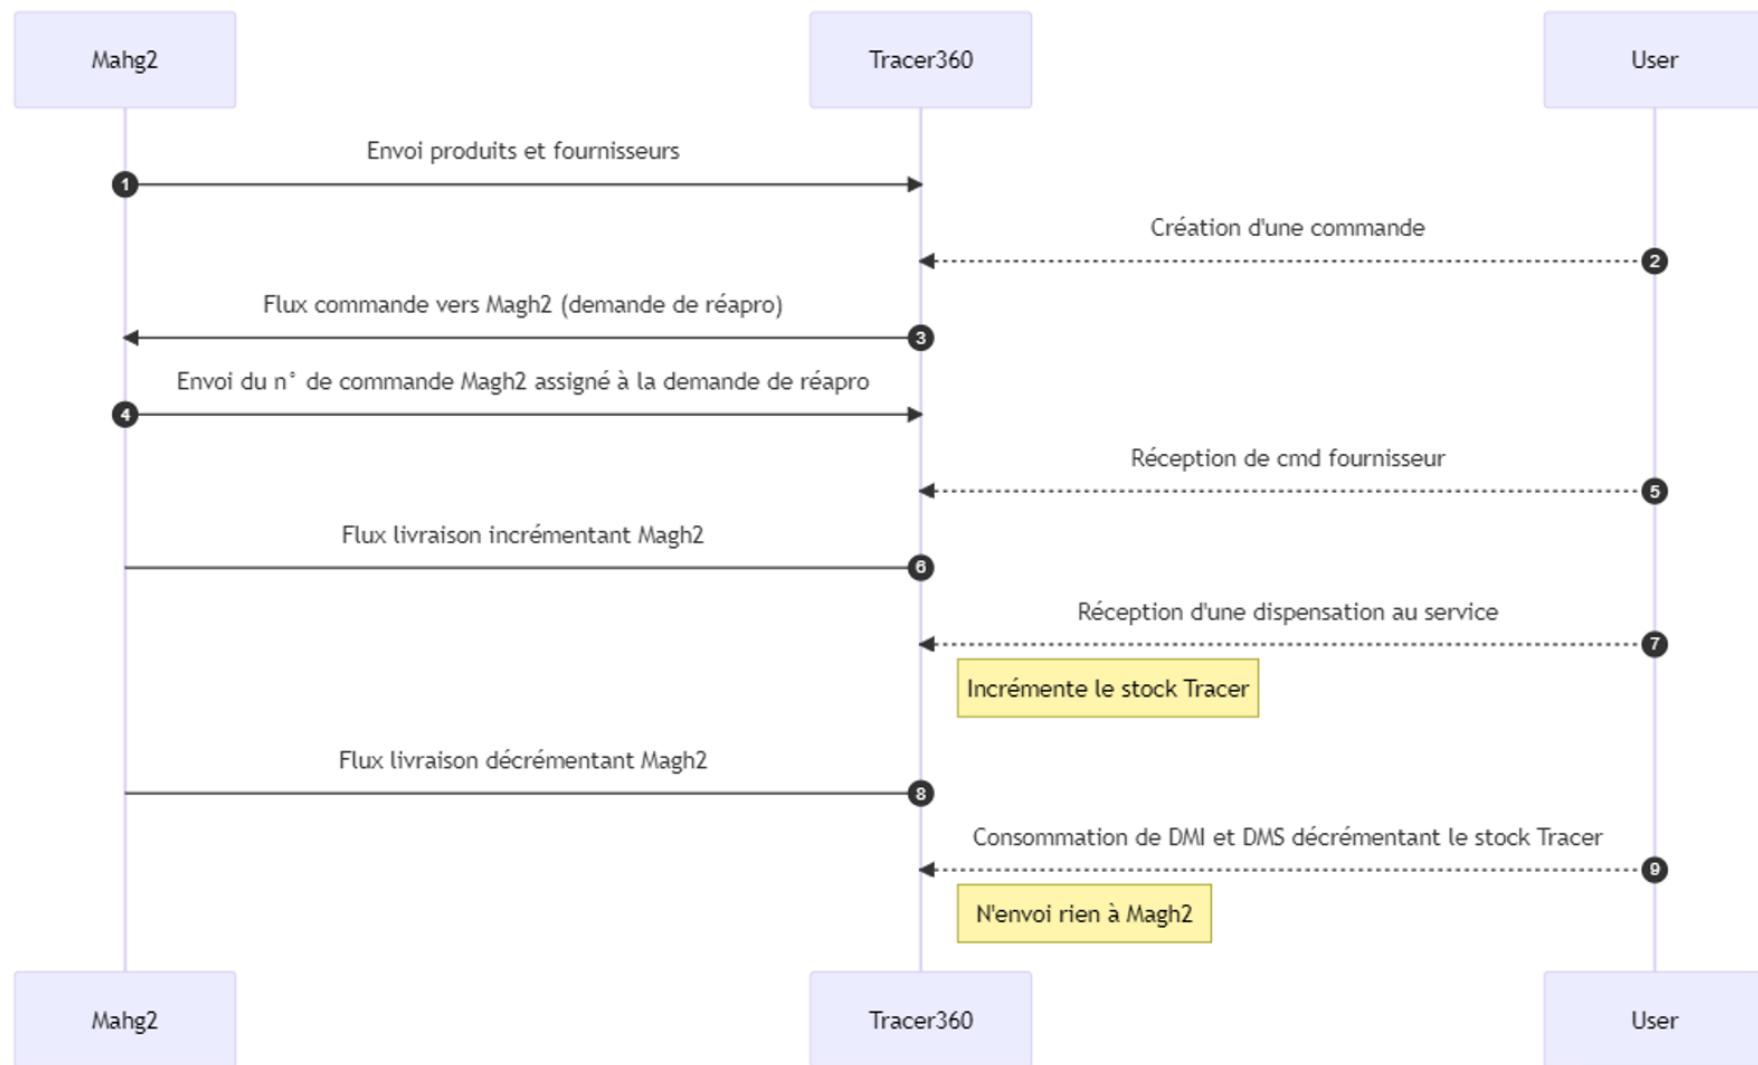 Mahg2
Tracer360
User
Envoi produits et fournisseurs
1
Création d'une commande
2
Flux commande vers Magh2 (demande de réapro)
3
Envoi du n° de commande Magh2 assigné à la demande de réapro
4
Réception de cmd fournisseur
5
Flux livraison incrémentant Magh2
6
Réception d'une dispensation au service
7
Incrémente le stock Tracer
Flux livraison décrémentant Magh2
8
Consommation de DMI et DMS décrémentant le stock Tracer
9
N'envoi rien à Magh2
Mahg2
Tracer360
User